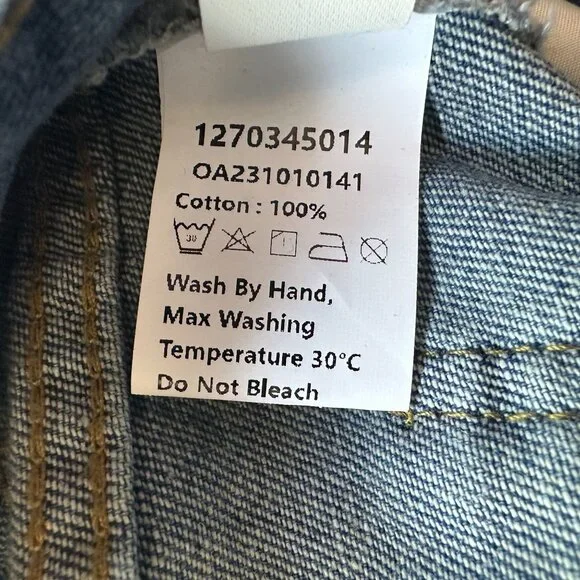 1270345014
OA231010141
Cotton : 100%
30
Wash By Hand,
Max Washing
Temperature 30°C
Do Not Bleach